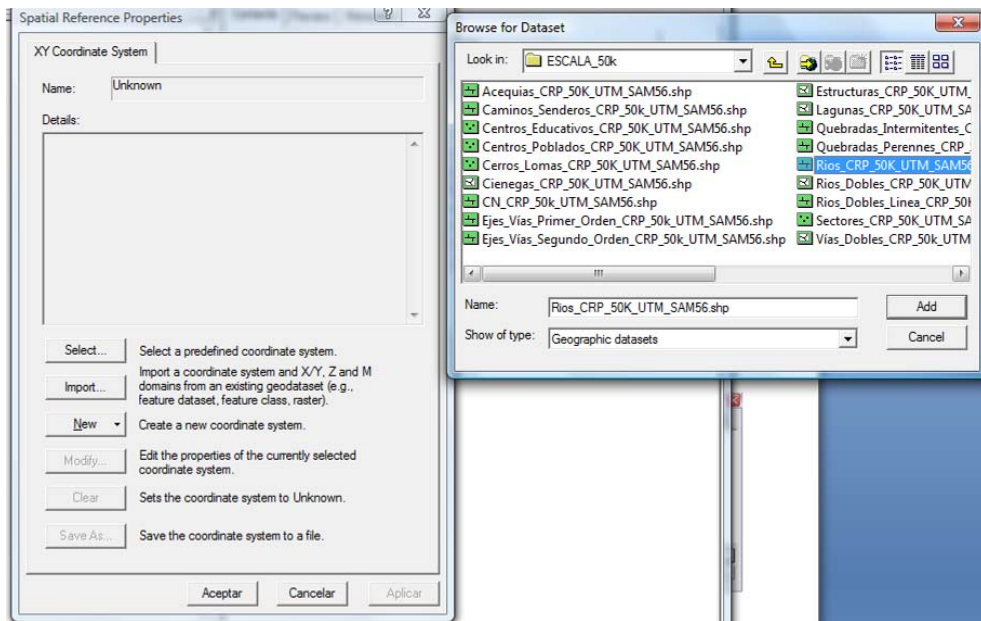 Spatial Reference Properties
XY Coordinate System
Name: Unknown
Details:
Select... Select a predefined coordinate system.
Import... Import a coordinate system and X/Y, Z and M
domains from an existing geodataset (e.g.,
feature dataset, feature class, raster).
New Create a new coordinate system.
Modify... Edit the properties of the currently selected
coordinate system.
Clear Sets the coordinate system to Unknown.
Save As... Save the coordinate system to a file.
Aceptar Cancelar Aplicar
Browse for Dataset
Look in: ESCALA_50k
Acequias_CRP_50K_UTM_SAM56.shp
Caminos_Senderos_CRP_50k_UTM_SAM56.shp
Centros_Educativos_CRP_50K_UTM_SAM56.shp
Centros_Poblados_CRP_50K_UTM_SAM56.shp
Cerros_Lomas_CRP_50K_UTM_SAM56.shp
Cienegas_CRP_50K_UTM_SAM56.shp
CN_CRP_50k_UTM_SAM56.shp
Ejes_Vías_Primer_Orden_CRP_50k_UTM_SAM56.shp
Ejes_Vías_Segundo_Orden_CRP_50k_UTM_SAM56.shp
Estructuras_CRP_50K_UTM_
Lagunas_CRP_50K_UTM_SA
Quebradas_Intermitentes_C
Quebradas_Perennes_CRP_
Rios_CRP_50K_UTM_SAM56
Rios_Dobles_CRP_50K_UTM
Rios_Dobles_Linea_CRP_50K
Sectores_CRP_50K_UTM_SA
Vías_Dobles_CRP_50k_UTM
Name: Rios_CRP_50K_UTM_SAM56.shp Add
Show of type: Geographic datasets Cancel